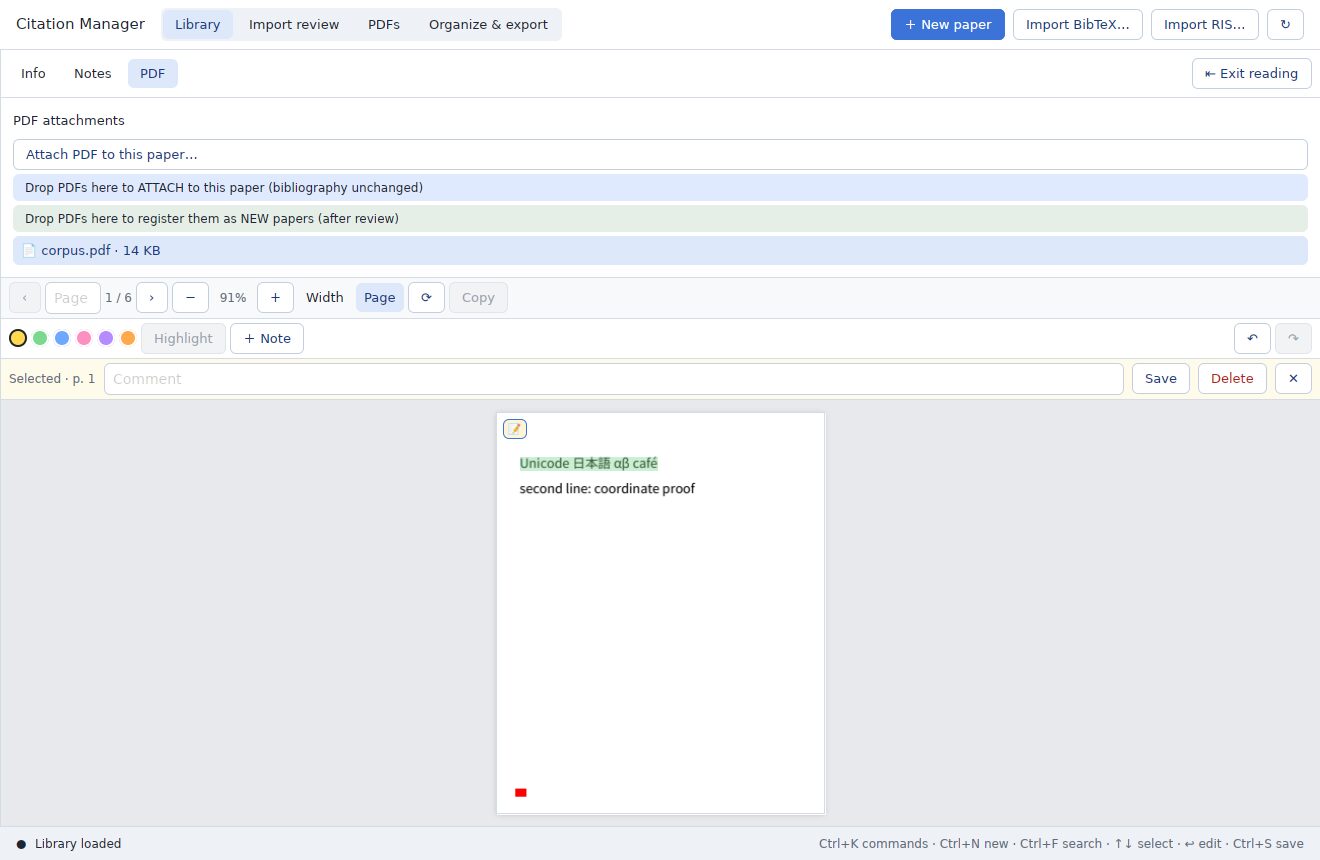 Citation Manager Library Import review PDFs Organize & export + New paper Import BibTeX... Import RIS... ↻
Info Notes PDF ⇤ Exit reading
PDF attachments
Attach PDF to this paper...
Drop PDFs here to ATTACH to this paper (bibliography unchanged)
Drop PDFs here to register them as NEW papers (after review)
corpus.pdf · 14 KB
‹ Page 1 / 6 › − 91% + Width Page ⟳ Copy
Highlight + Note ↶ ↷
Selected · p. 1 Comment Save Delete ✕
Unicode 日本語 αβ café
second line: coordinate proof
● Library loaded Ctrl+K commands · Ctrl+N new · Ctrl+F search · ↑↓ select · ↩ edit · Ctrl+S save